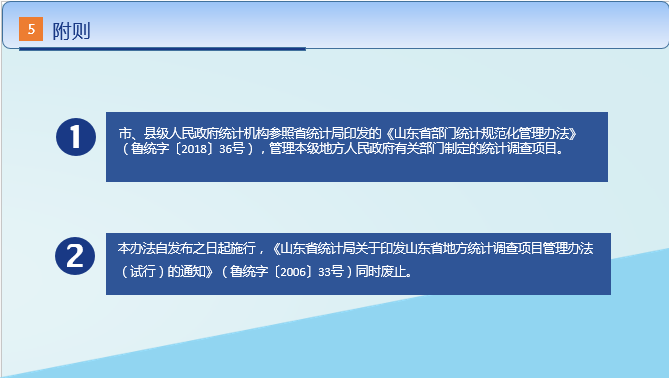 5 附则
1
市、县级人民政府统计机构参照省统计局印发的《山东省部门统计规范化管理办法》
（鲁统字〔2018〕36号），管理本级地方人民政府有关部门制定的统计调查项目。
2
本办法自发布之日起施行，《山东省统计局关于印发山东省地方统计调查项目管理办法
（试行）的通知》（鲁统字〔2006〕33号）同时废止。